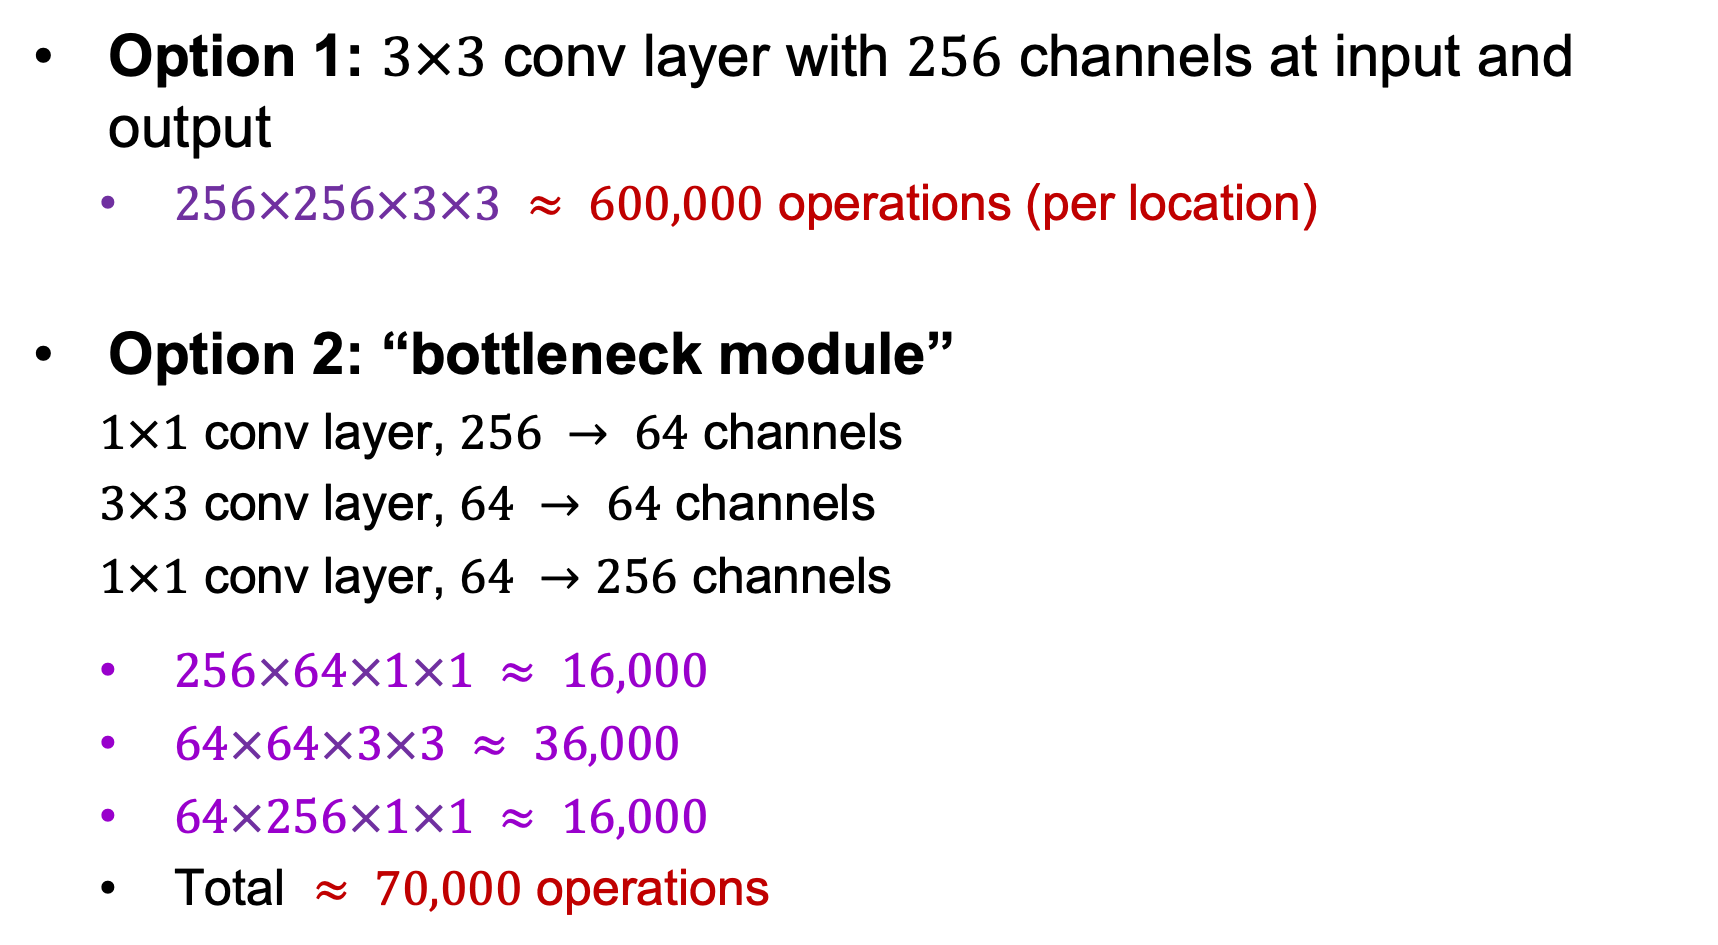 • Option 1: 3×3 conv layer with 256 channels at input and
output
• 256×256×3×3 ≈ 600,000 operations (per location)
• Option 2: “bottleneck module”
1×1 conv layer, 256 → 64 channels
3×3 conv layer, 64 → 64 channels
1×1 conv layer, 64 → 256 channels
• 256×64×1×1 ≈ 16,000
• 64×64×3×3 ≈ 36,000
• 64×256×1×1 ≈ 16,000
• Total ≈ 70,000 operations